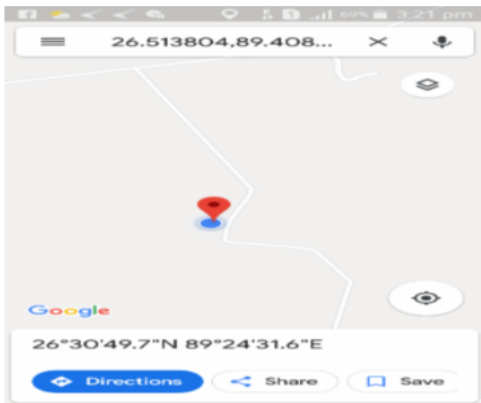 69% 3:21 pm
26.513804,89.408...
Google
26°30'49.7"N 89°24'31.6"E
Directions
Share
Save